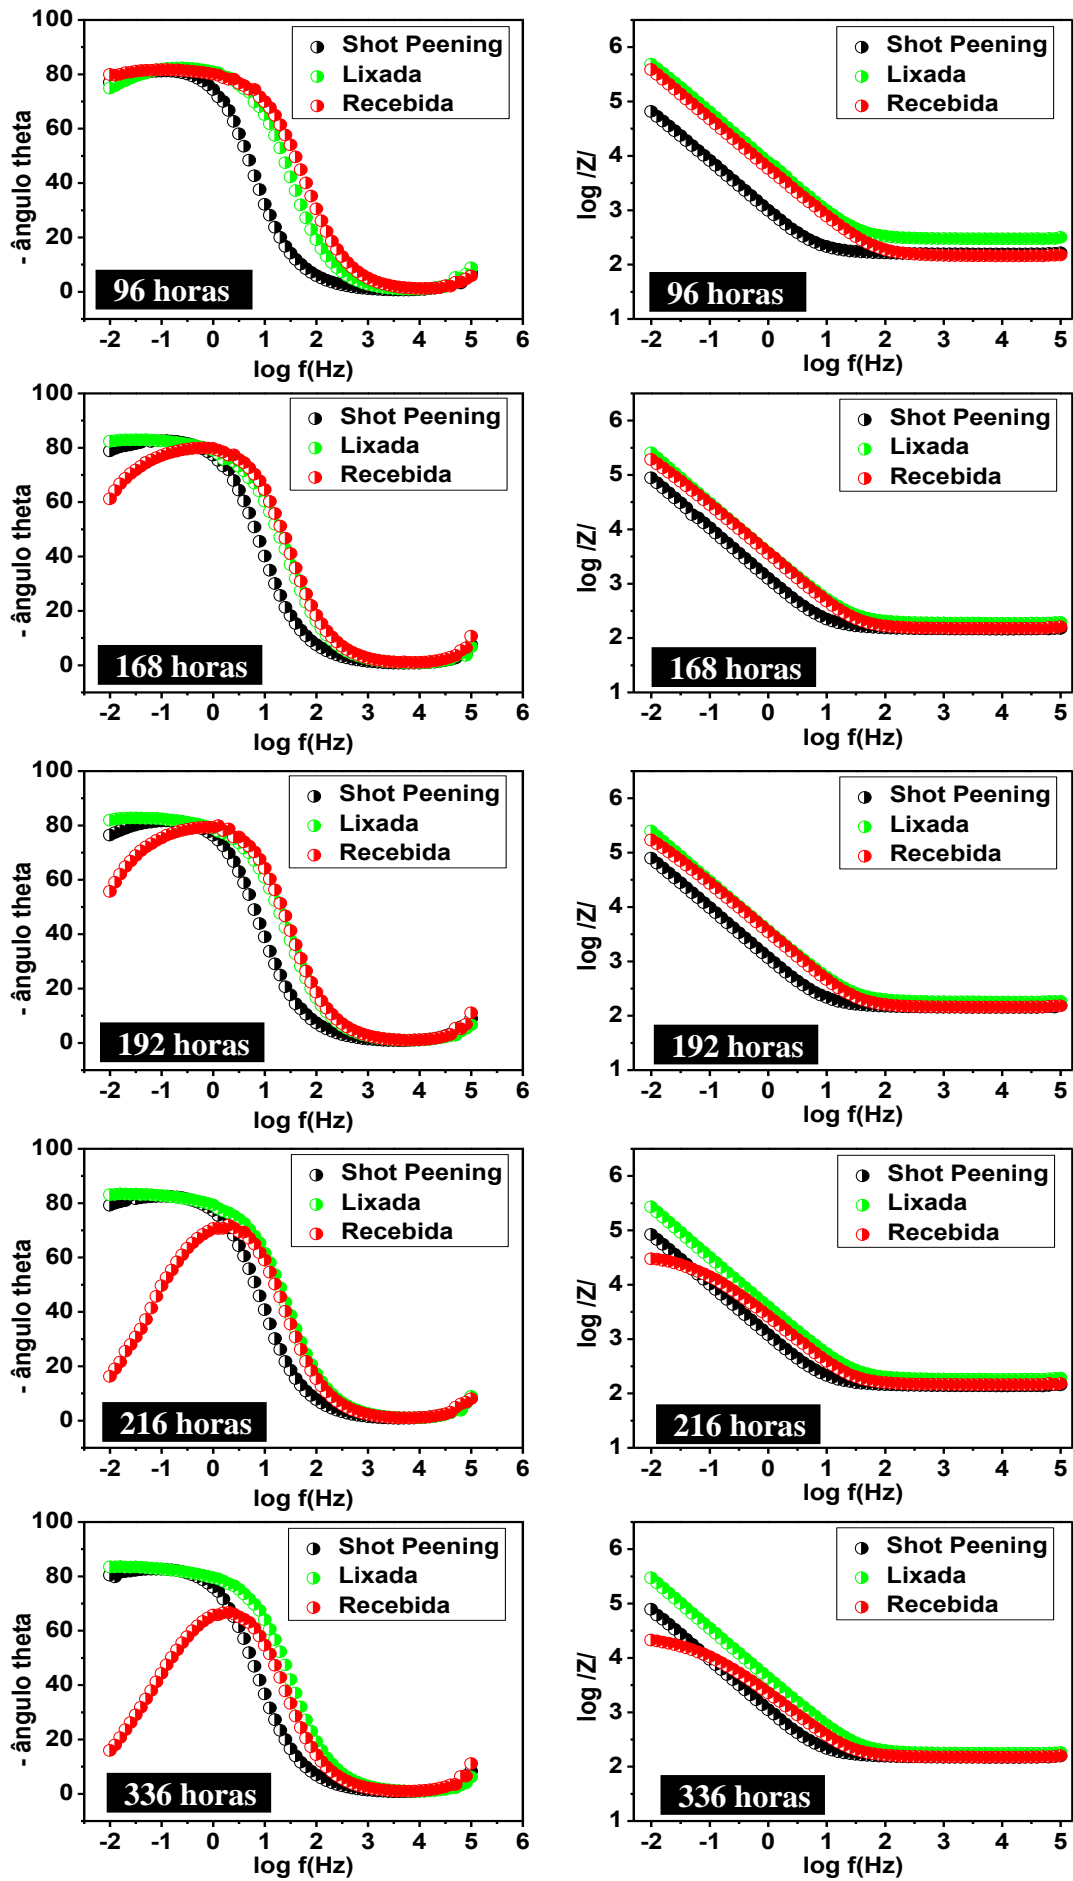 100
80
60
40
20
0
- ângulo theta
Shot Peening
Lixada
Recebida
96 horas
-2 -1 0 1 2 3 4 5 6
log f(Hz)
6
5
4
3
2
1
log /Z/
Shot Peening
Lixada
Recebida
96 horas
-2 -1 0 1 2 3 4 5
log f(Hz)
100
80
60
40
20
0
- ângulo theta
Shot Peening
Lixada
Recebida
168 horas
-2 -1 0 1 2 3 4 5 6
log f(Hz)
6
5
4
3
2
1
log /Z/
Shot Peening
Lixada
Recebida
168 horas
-2 -1 0 1 2 3 4 5
log f(Hz)
100
80
60
40
20
0
- ângulo theta
Shot Peening
Lixada
Recebida
192 horas
-2 -1 0 1 2 3 4 5 6
log f(Hz)
6
5
4
3
2
1
log /Z/
Shot Peening
Lixada
Recebida
192 horas
-2 -1 0 1 2 3 4 5
log f(Hz)
100
80
60
40
20
0
- ângulo theta
Shot Peening
Lixada
Recebida
216 horas
-2 -1 0 1 2 3 4 5 6
log f(Hz)
6
5
4
3
2
1
log /Z/
Shot Peening
Lixada
Recebida
216 horas
-2 -1 0 1 2 3 4 5
log f(Hz)
100
80
60
40
20
0
- ângulo theta
Shot Peening
Lixada
Recebida
336 horas
-2 -1 0 1 2 3 4 5 6
log f(Hz)
6
5
4
3
2
1
log /Z/
Shot Peening
Lixada
Recebida
336 horas
-2 -1 0 1 2 3 4 5
log f(Hz)